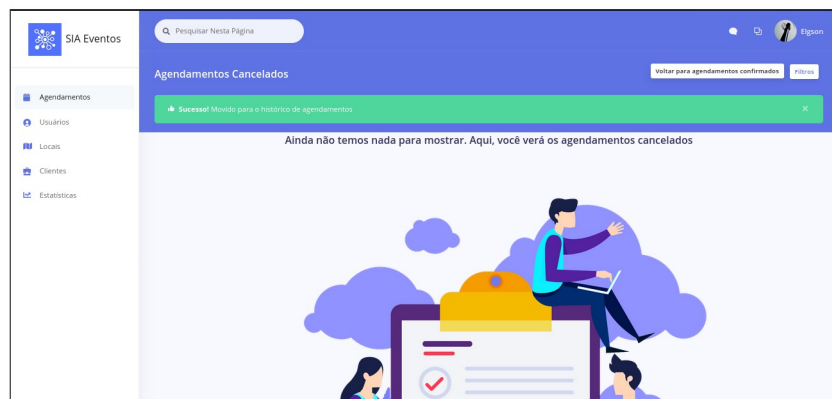 SIA Eventos
Pesquisar Nesta Página
Elgson
Agendamentos Cancelados
Voltar para agendamentos confirmados
Filtros
Sucesso! Movido para o histórico de agendamentos
Agendamentos
Usuários
Locais
Clientes
Estatísticas
Ainda não temos nada para mostrar. Aqui, você verá os agendamentos cancelados